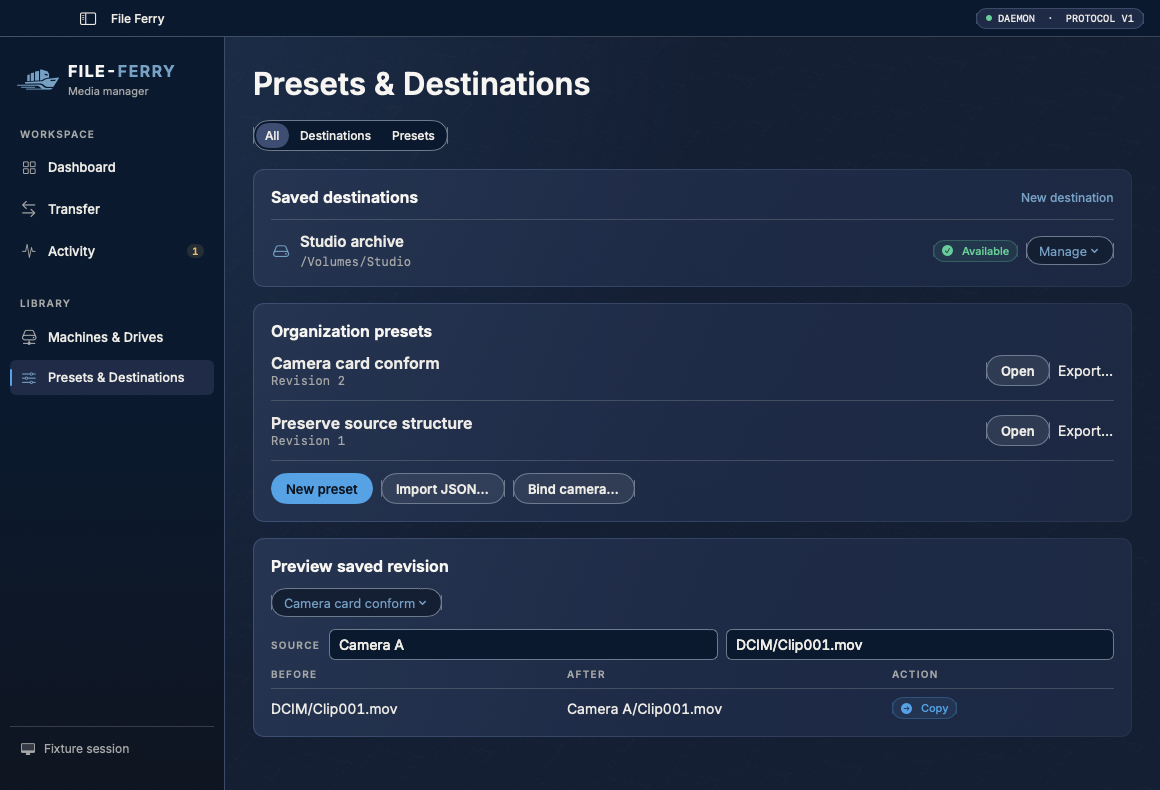 File Ferry
DAEMON · PROTOCOL V1
FILE-FERRY
Media manager
WORKSPACE
Dashboard
Transfer
Activity 1
LIBRARY
Machines & Drives
Presets & Destinations
Fixture session
Presets & Destinations
All Destinations Presets
Saved destinations New destination
Studio archive
/Volumes/Studio
Available Manage
Organization presets
Camera card conform
Revision 2
Open Export...
Preserve source structure
Revision 1
Open Export...
New preset Import JSON... Bind camera...
Preview saved revision
Camera card conform
SOURCE Camera A DCIM/Clip001.mov
BEFORE AFTER ACTION
DCIM/Clip001.mov Camera A/Clip001.mov Copy